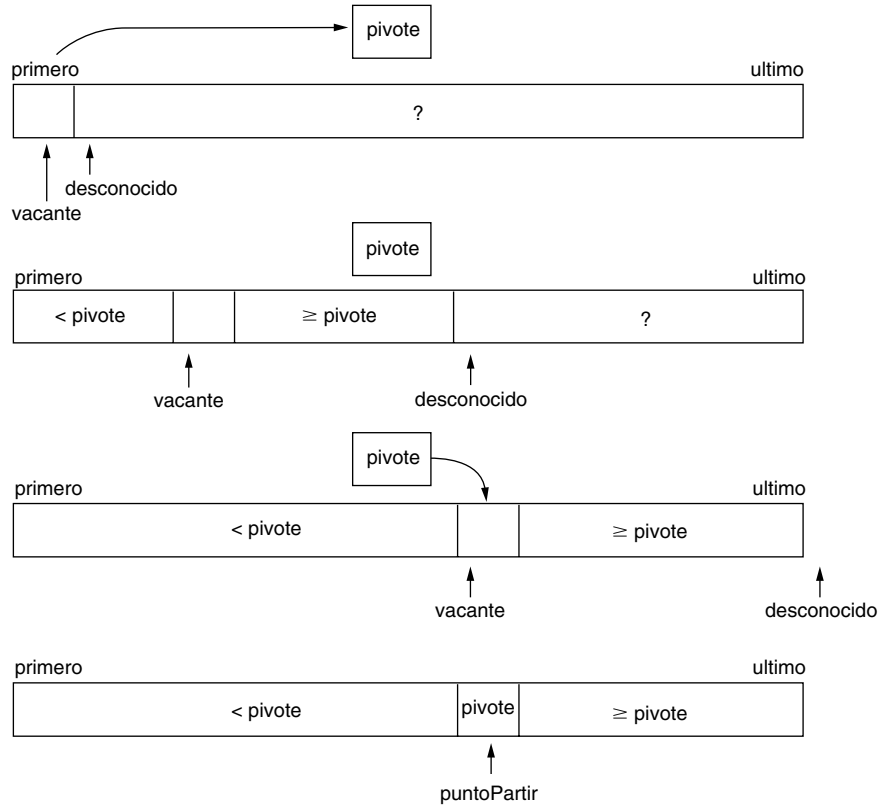 pivote
primero ultimo
?
desconocido
vacante
pivote
primero ultimo
< pivote ≥ pivote ?
vacante desconocido
pivote
primero ultimo
< pivote ≥ pivote
vacante desconocido
primero ultimo
< pivote pivote ≥ pivote
puntoPartir